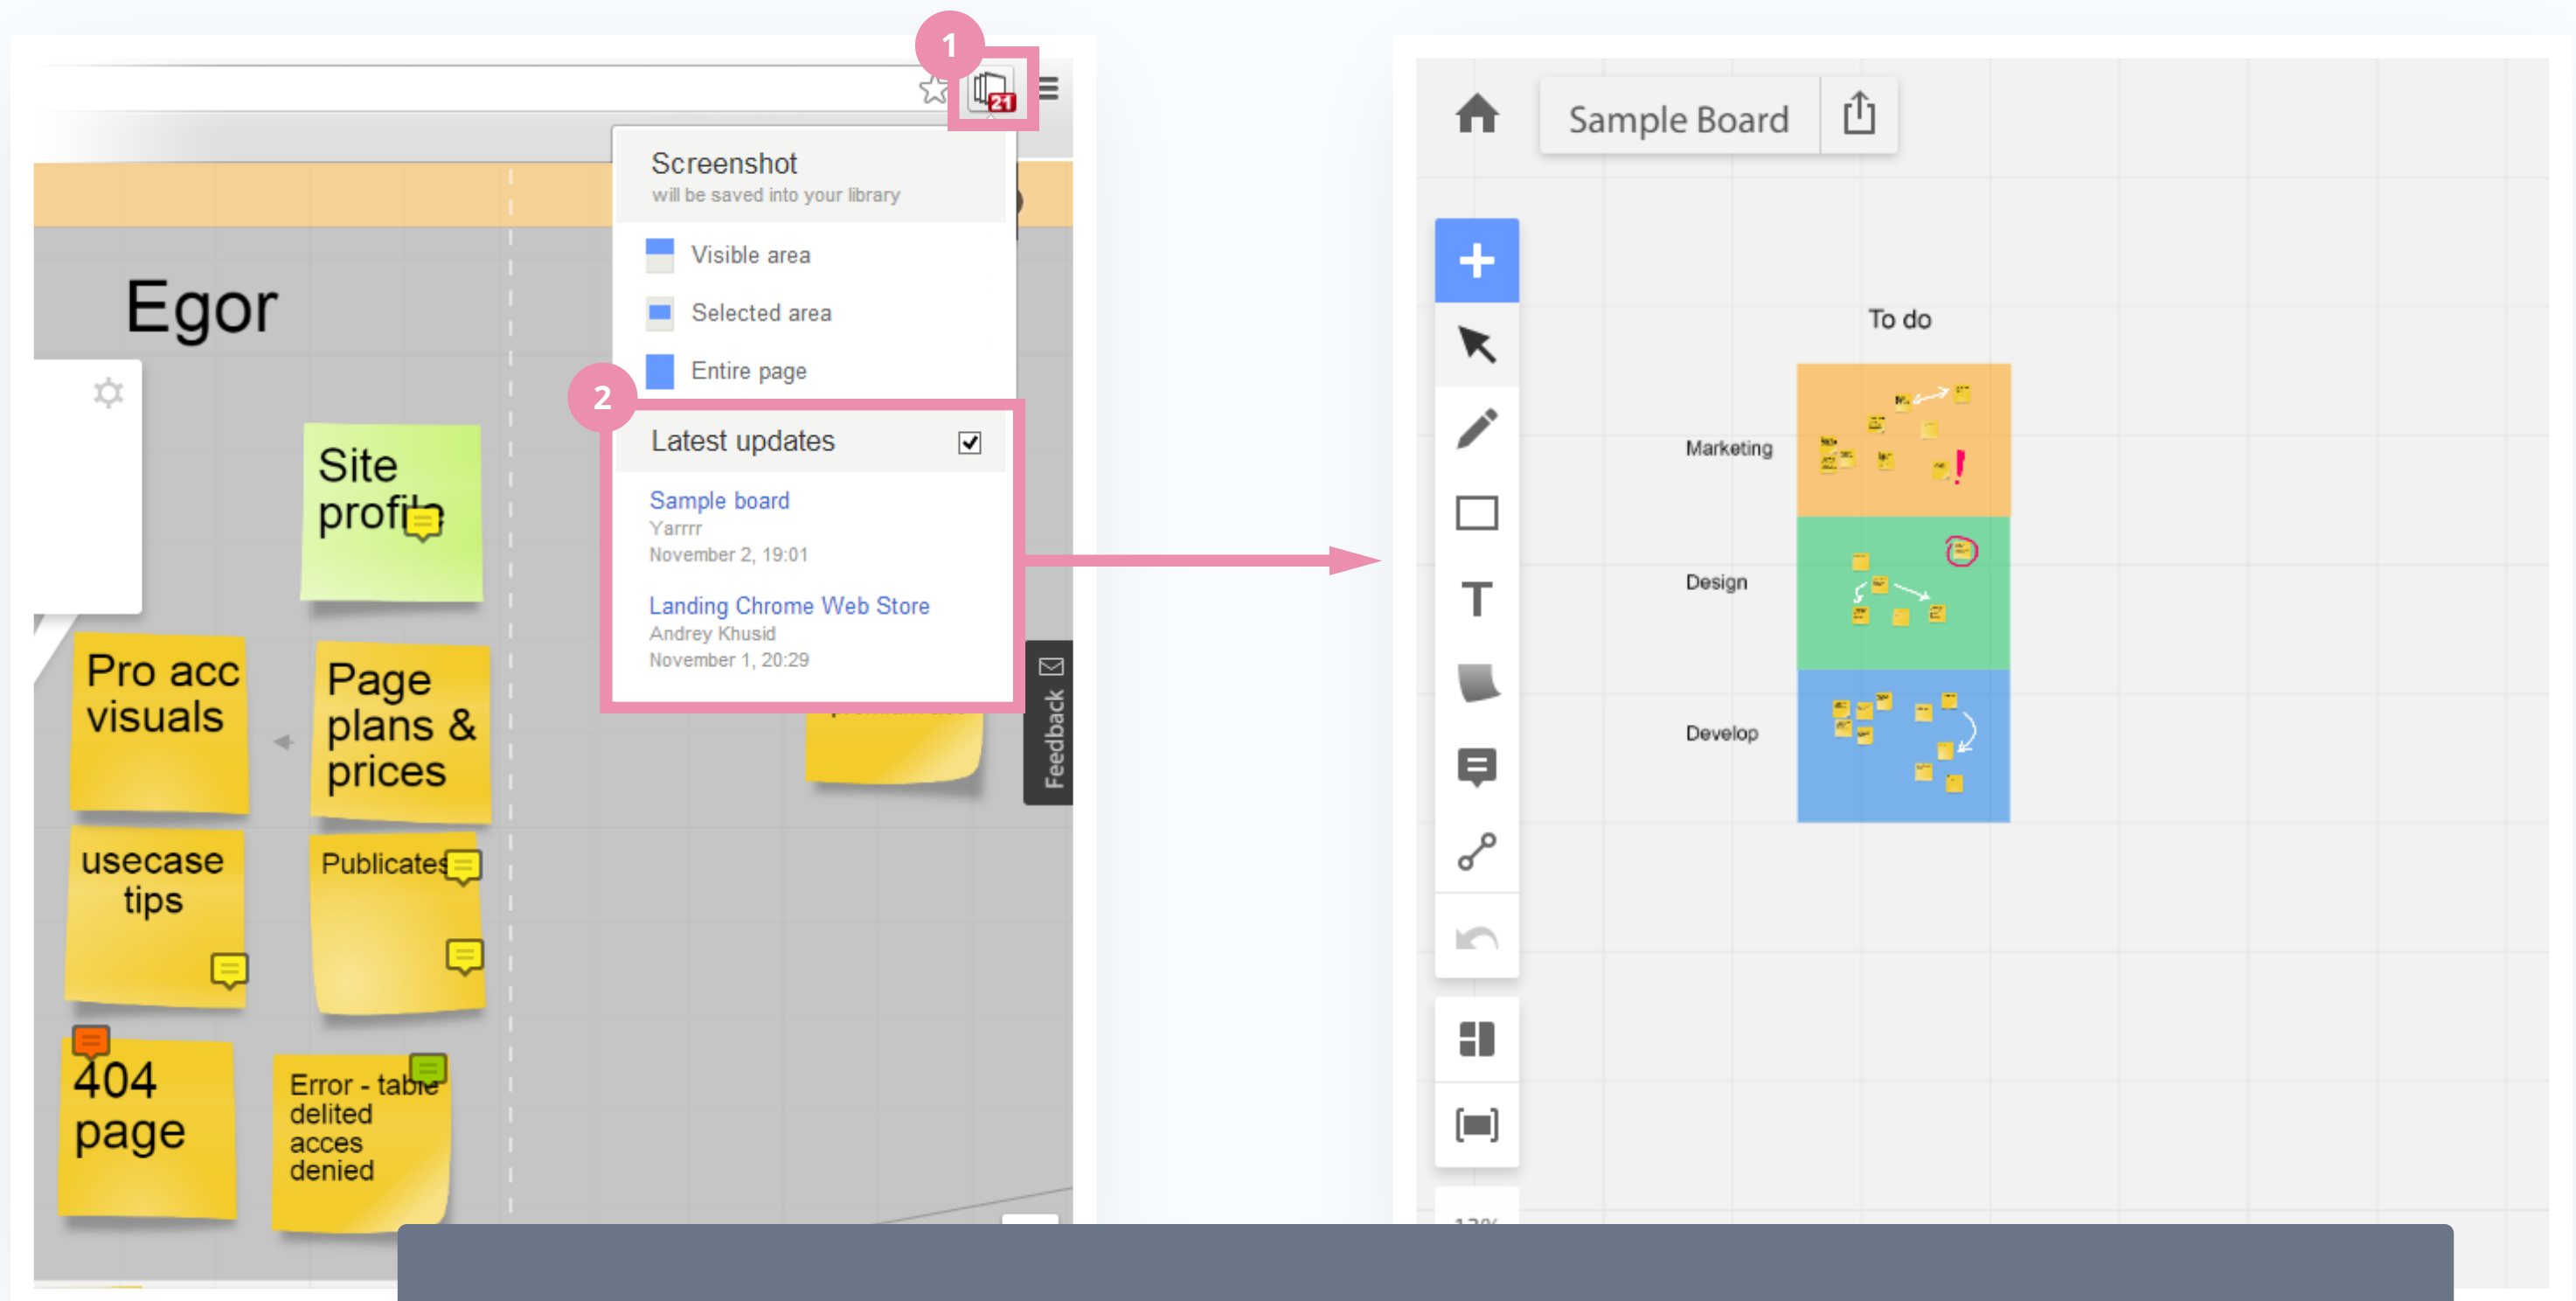 1
21
Screenshot
will be saved into your library
Visible area
Selected area
Entire page
2
Latest updates
Sample board
Yarrrr
November 2, 19:01
Landing Chrome Web Store
Andrey Khusid
November 1, 20:29
Feedback
Egor
Site
profile
Pro acc
visuals
Page
plans &
prices
usecase
tips
Publicates
404
page
Error - table
delited
acces
denied
Sample Board
To do
Marketing
Design
Develop